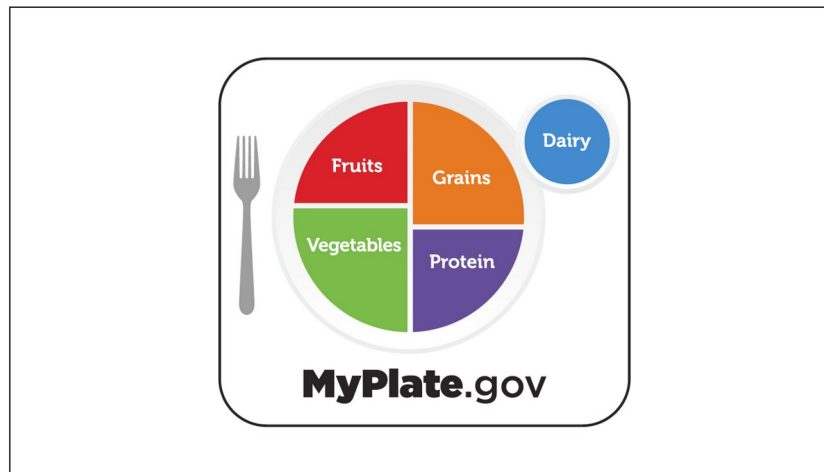 Fruits
Grains
Dairy
Vegetables
Protein
MyPlate.gov